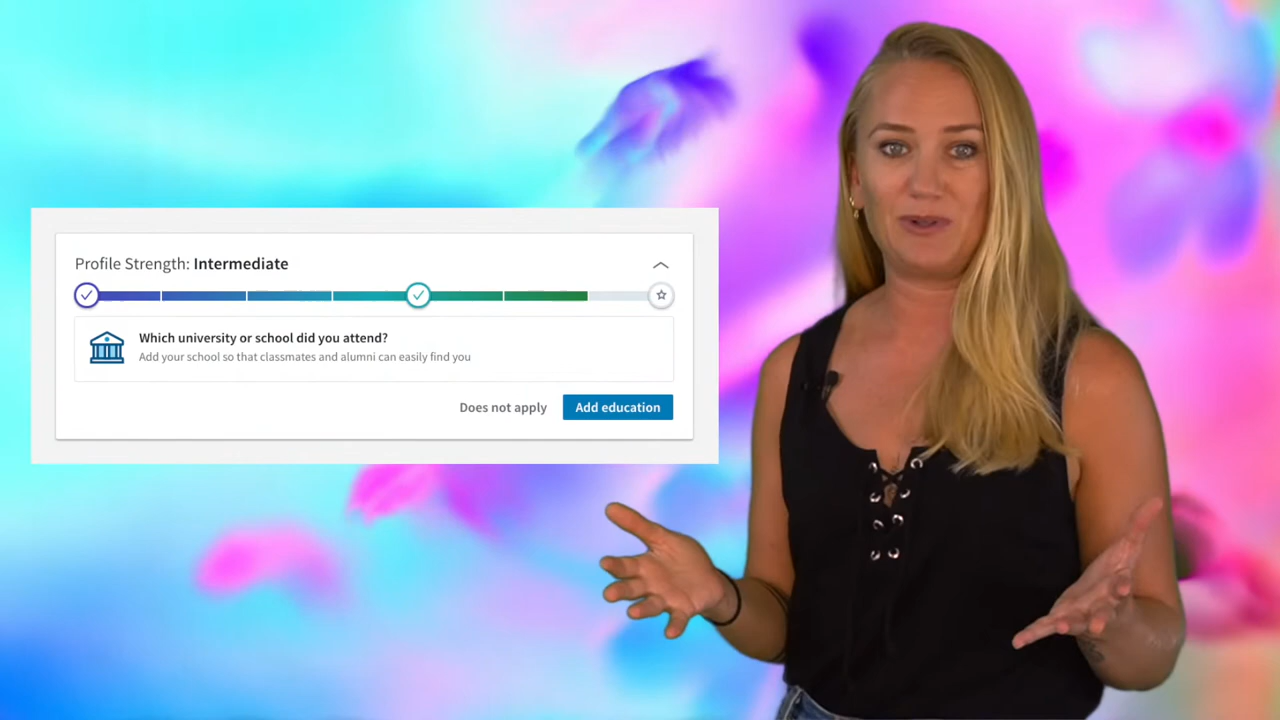 Profile Strength: Intermediate
Which university or school did you attend?
Add your school so that classmates and alumni can easily find you
Does not apply
Add education